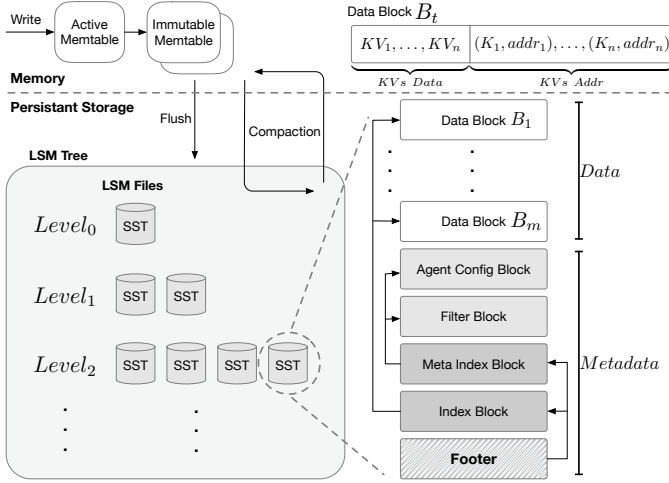 Write
Active
Memtable
Immutable
Memtable
Data Block B_t
KV_1, . . . , KV_n
(K_1, addr_1), . . . , (K_n, addr_n)
KVs Data
KVs Addr
Memory
Persistant Storage
Flush
Compaction
LSM Tree
LSM Files
Level_0
SST
Level_1
SST SST
Level_2
SST SST SST SST
Data Block B_1
Data Block B_m
Data
Agent Config Block
Filter Block
Meta Index Block
Index Block
Footer
Metadata